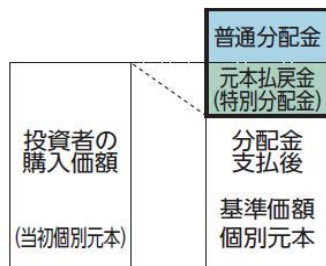 普通分配金
元本払戻金
(特別分配金)
投資者の
購入価額
(当初個別元本)
分配金
支払後
基準価額
個別元本